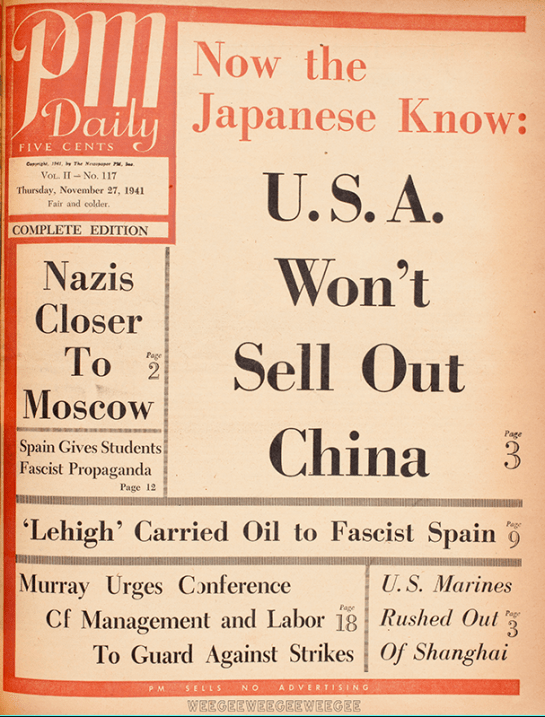 PM
Daily
FIVE CENTS
Copyright, 1941, by The Newspaper PM, Inc.
VOL. II — No. 117
Thursday, November 27, 1941
Fair and colder.
COMPLETE EDITION
Now the
Japanese Know:
U.S.A.
Won't
Sell Out
China
Page
3
Nazis
Closer
To
Moscow
Page
2
Spain Gives Students
Fascist Propaganda
Page 12
'Lehigh' Carried Oil to Fascist Spain
Page
9
Murray Urges Conference
Of Management and Labor
To Guard Against Strikes
Page
18
U.S. Marines
Rushed Out
Of Shanghai
Page
3
PM SELLS NO ADVERTISING
WEEGEEWEEGEEWEEGEE